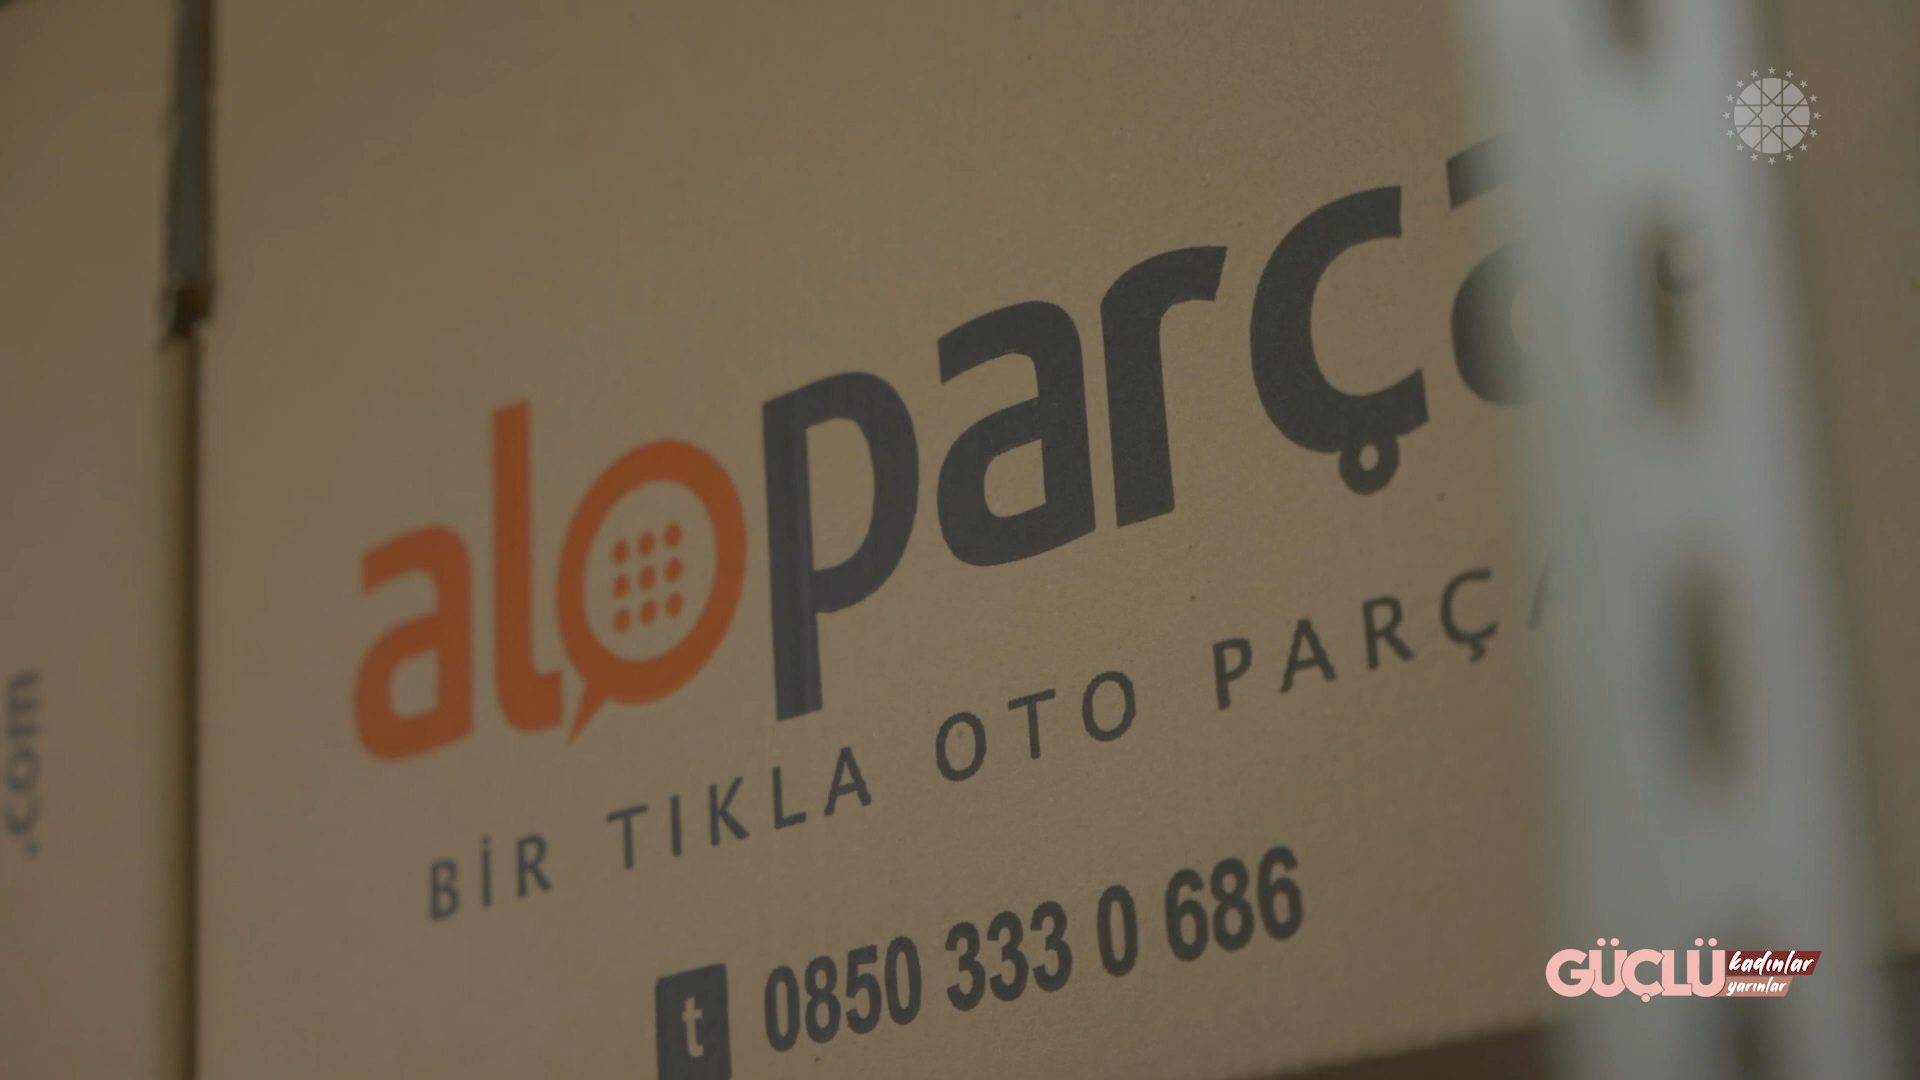 aloparça
BİR TIKLA OTO PARÇA
t 0850 333 0 686
.com
GÜÇLÜ kadınlar
yarınlar